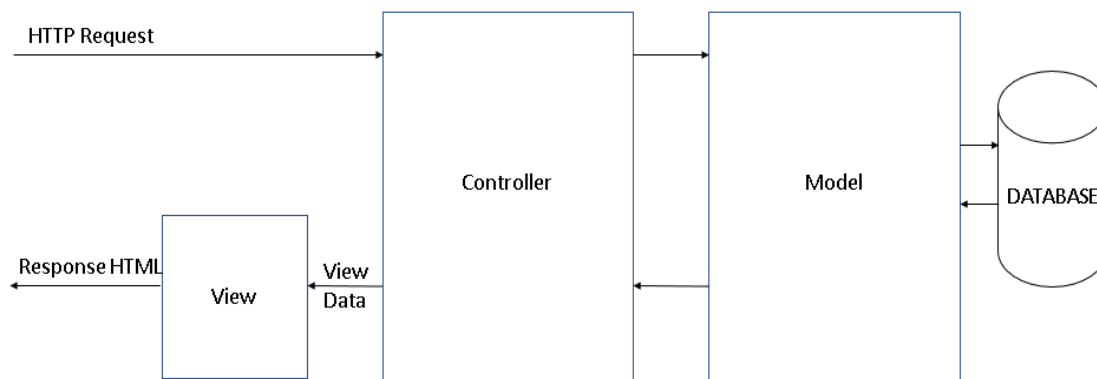 HTTP Request
Controller
Model
DATABASE
Response HTML
View
View
Data